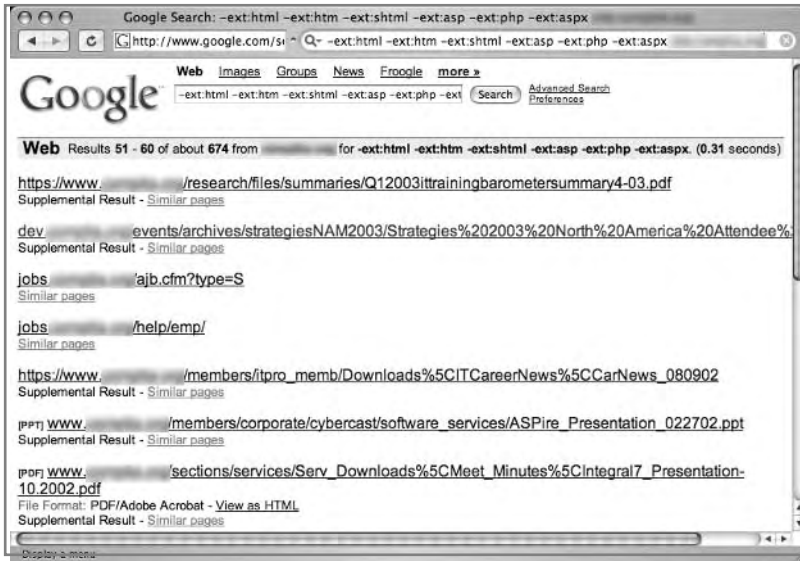 Google Search: -ext:html -ext:htm -ext:shtml -ext:asp -ext:php -ext:aspx
http://www.google.com/se -ext:html -ext:htm -ext:shtml -ext:asp -ext:php -ext:aspx
Web Images Groups News Froogle more »
Google -ext:html -ext:htm -ext:shtml -ext:asp -ext:php -ext Search Advanced Search
Preferences
Web Results 51 - 60 of about 674 from for -ext:html -ext:htm -ext:shtml -ext:asp -ext:php -ext:aspx. (0.31 seconds)
https://www. /research/files/summaries/Q12003ittrainingbarometersummary4-03.pdf
Supplemental Result - Similar pages
dev. /events/archives/strategiesNAM2003/Strategies%202003%20North%20America%20Attendee%
Supplemental Result - Similar pages
jobs. /ajb.cfm?type=S
Similar pages
jobs. /help/emp/
Similar pages
https://www. /members/itpro_memb/Downloads%5CITCareerNews%5CCarNews_080902
Supplemental Result - Similar pages
[PPT] www. /members/corporate/cybercast/software_services/ASPire_Presentation_022702.ppt
Supplemental Result - Similar pages
[PDF] www. /sections/services/Serv_Downloads%5CMeet_Minutes%5CIntegral7_Presentation-
10.2002.pdf
File Format: PDF/Adobe Acrobat - View as HTML
Supplemental Result - Similar pages
Display a menu